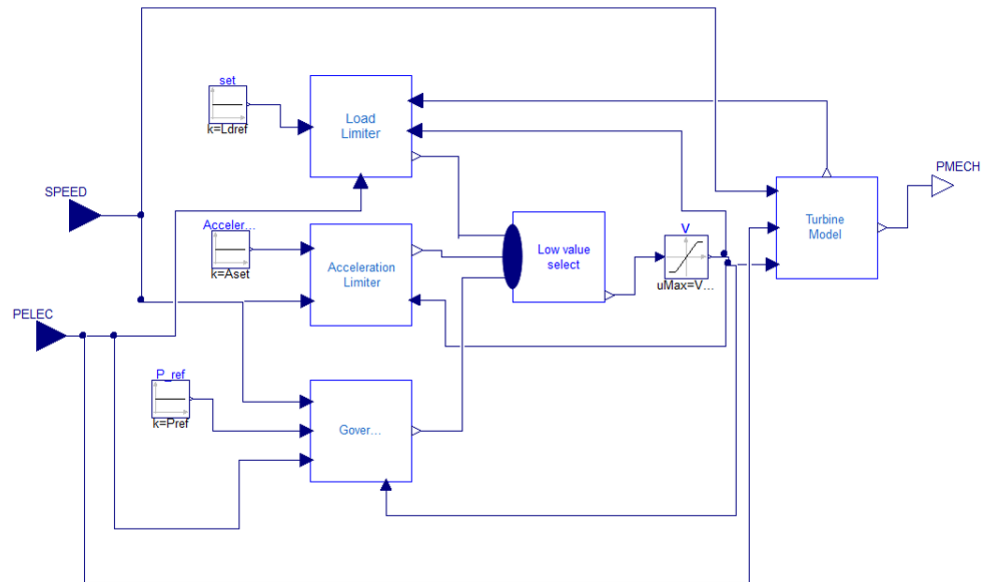 set
k=Ldref
Load
Limiter
SPEED
PMECH
Acceler...
k=Aset
Acceleration
Limiter
Low value
select
V
uMax=V...
Turbine
Model
PELEC
P_ref
k=Pref
Gover...